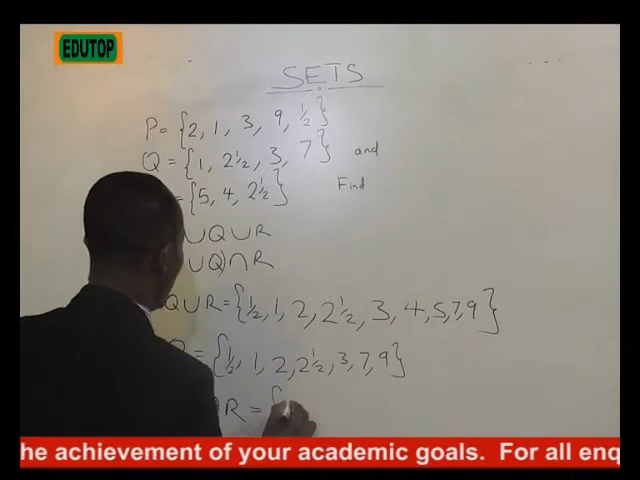 EDUTOP
SETS
P = {2, 1, 3, 9, ½}
Q = {1, 2½, 3, 7} and
= {5, 4, 2½} Find
∪Q∪R
∪Q)∩R
Q∪R = {½, 1, 2, 2½, 3, 4, 5, 7, 9}
= {½, 1, 2, 2½, 3, 7, 9}
R = {
he achievement of your academic goals. For all enq